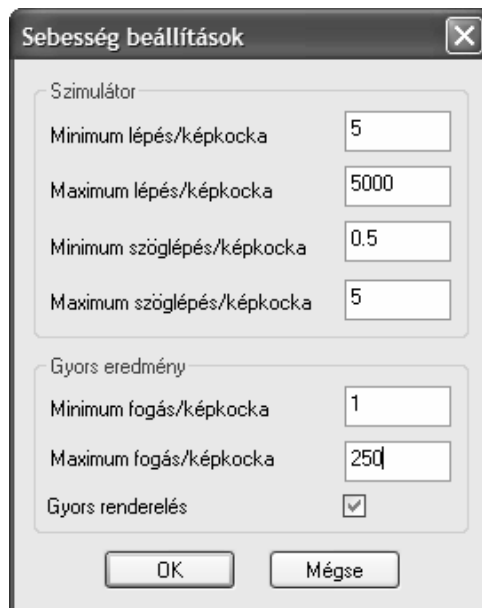 Sebesség beállítások
Szimulátor
Minimum lépés/képkocka 5
Maximum lépés/képkocka 5000
Minimum szöglépés/képkocka 0.5
Maximum szöglépés/képkocka 5
Gyors eredmény
Minimum fogás/képkocka 1
Maximum fogás/képkocka 250
Gyors renderelés
OK Mégse